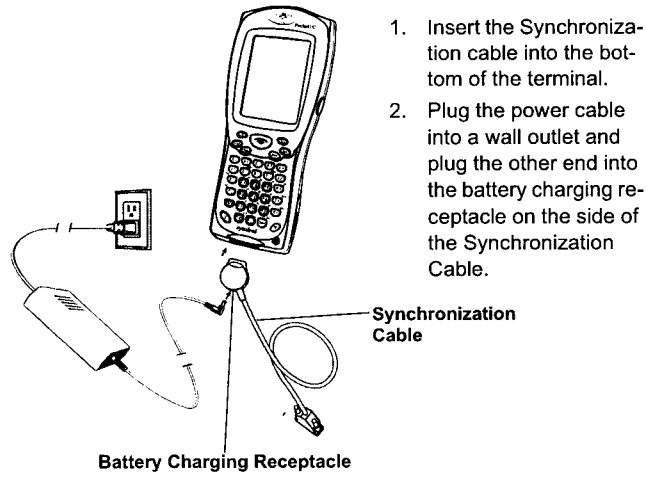 1. Insert the Synchroniza-
tion cable into the bot-
tom of the terminal.
2. Plug the power cable
into a wall outlet and
plug the other end into
the battery charging re-
ceptacle on the side of
the Synchronization
Cable.
Synchronization
Cable
Battery Charging Receptacle